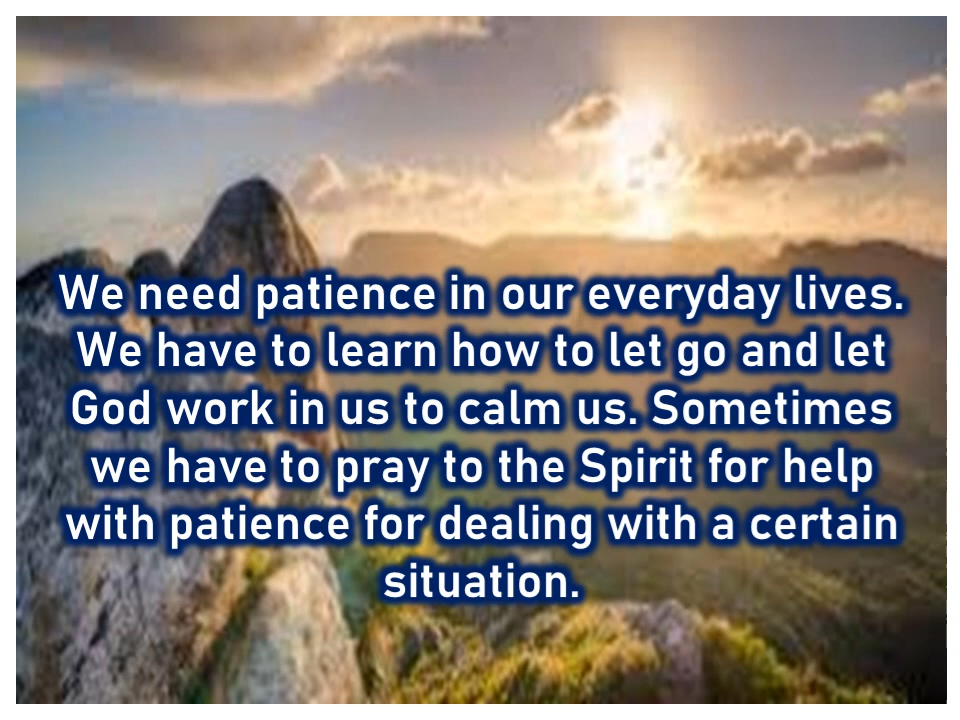 We need patience in our everyday lives.
We have to learn how to let go and let
God work in us to calm us. Sometimes
we have to pray to the Spirit for help
with patience for dealing with a certain
situation.